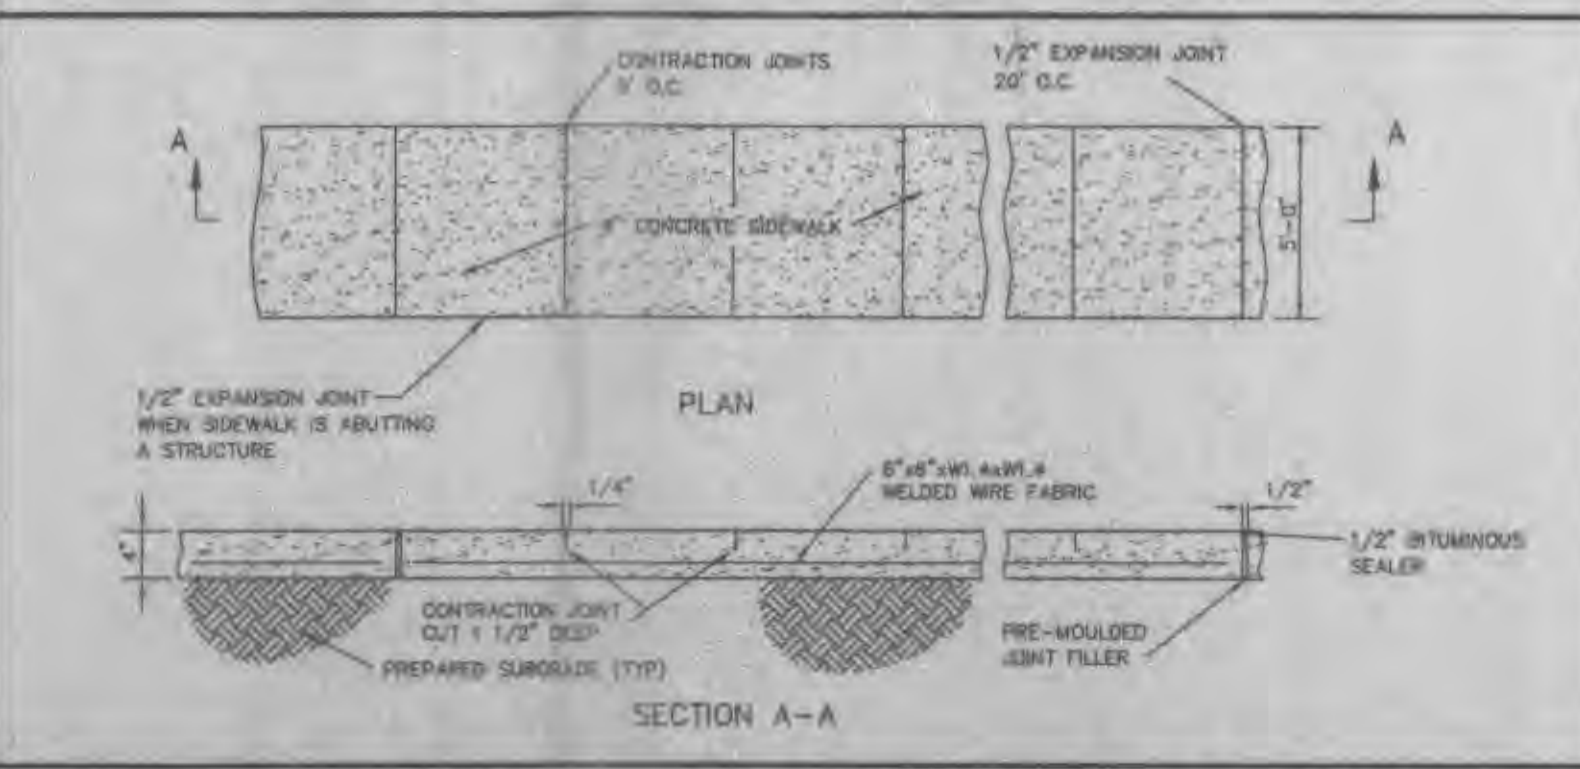 CONTRACTION JOINTS
O.C.
1/2" EXPANSION JOINT
20' O.C.
A
A
CONCRETE SIDEWALK
5'-0"
1/2" EXPANSION JOINT
WHEN SIDEWALK IS ABUTTING
A STRUCTURE
PLAN
1/4"
WELDED WIRE FABRIC
1/2"
4"
1/2" BITUMINOUS
SEALER
CONTRACTION JOINT
CUT 1 1/2" DEEP
PREPARED SUBGRADE (TYP)
PRE-MOULDED
JOINT FILLER
SECTION A-A